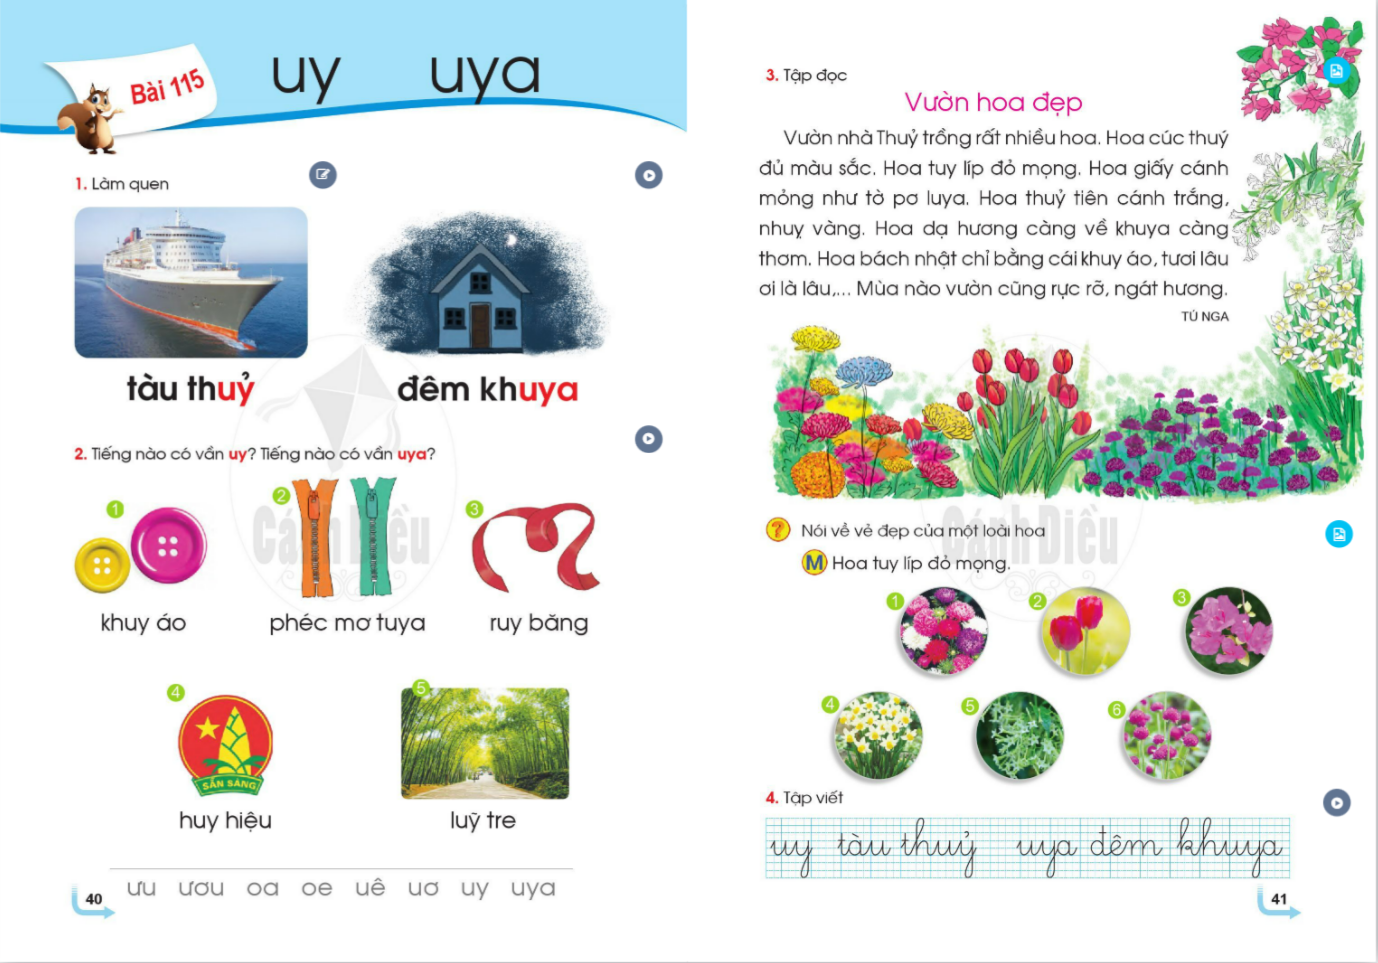 Bài 115
uy uya
1. Làm quen
tàu thuỷ
đêm khuya
2. Tiếng nào có vần uy? Tiếng nào có vần uya?
1
khuy áo
2
phéc mơ tuya
3
ruy băng
4
SẴN SÀNG
huy hiệu
5
luỹ tre
Cánh Diều
ưu ươu oa oe uê uơ uy uya
40
3. Tập đọc
Vườn hoa đẹp
Vườn nhà Thuỷ trồng rất nhiều hoa. Hoa cúc thuý
đủ màu sắc. Hoa tuy líp đỏ mọng. Hoa giấy cánh
mỏng như tờ pơ luya. Hoa thuỷ tiên cánh trắng,
nhuỵ vàng. Hoa dạ hương càng về khuya càng
thơm. Hoa bách nhật chỉ bằng cái khuy áo, tươi lâu
ơi là lâu,... Mùa nào vườn cũng rực rỡ, ngát hương.
TÚ NGA
? Nói về vẻ đẹp của một loài hoa
M Hoa tuy líp đỏ mọng.
Cánh Diều
1 2 3
4 5 6
4. Tập viết
uy tàu thuỷ uya đêm khuya
41